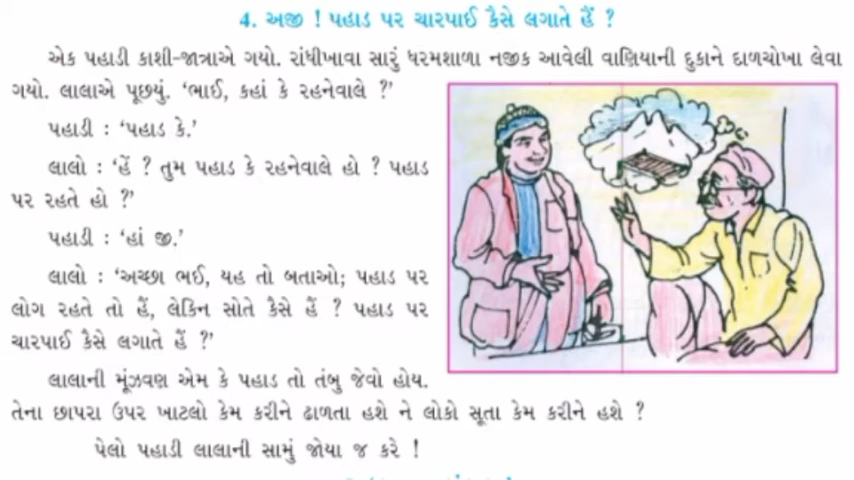 4. અજી ! પહાડ પર ચારપાઈ કૈસે લગાતે હૈં ?
એક પહાડી કાશી-જાત્રાએ ગયો. રાંધીખાવા સારું ધરમશાળા નજીક આવેલી વાણિયાની દુકાને દાળચોખા લેવા
ગયો. લાલાએ પૂછયું. ‘ભાઈ, કહાં કે રહનેવાલે ?’
પહાડી : ‘પહાડ કે.’
લાલો : ‘હેં ? તુમ પહાડ કે રહનેવાલે હો ? પહાડ
પર રહતે હો ?’
પહાડી : ‘હાં જી.’
લાલો : ‘અચ્છા ભઈ, યહ તો બતાઓ; પહાડ પર
લોગ રહતે તો હૈં, લેકિન સોતે કૈસે હૈં ? પહાડ પર
ચારપાઈ કૈસે લગાતે હૈં ?’
લાલાની મૂંઝવણ એમ કે પહાડ તો તંબુ જેવો હોય.
તેના છાપરા ઉપર ખાટલો કેમ કરીને ઢાળતા હશે ને લોકો સૂતા કેમ કરીને હશે ?
પેલો પહાડી લાલાની સામું જોયા જ કરે !